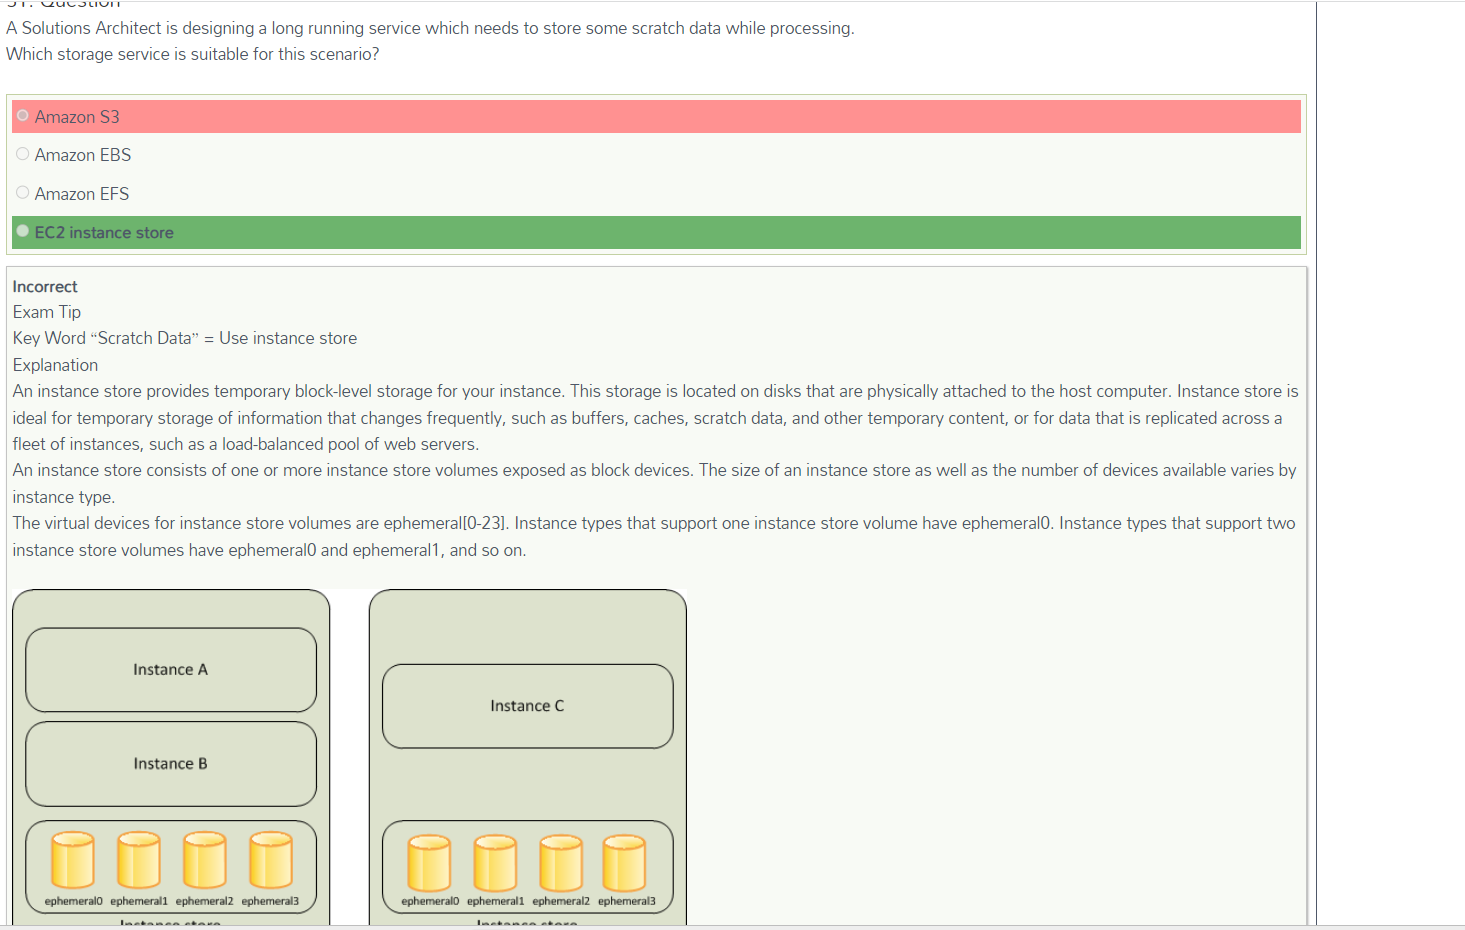 51. Question
A Solutions Architect is designing a long running service which needs to store some scratch data while processing.
Which storage service is suitable for this scenario?
Amazon S3
Amazon EBS
Amazon EFS
EC2 instance store
Incorrect
Exam Tip
Key Word “Scratch Data” = Use instance store
Explanation
An instance store provides temporary block-level storage for your instance. This storage is located on disks that are physically attached to the host computer. Instance store is
ideal for temporary storage of information that changes frequently, such as buffers, caches, scratch data, and other temporary content, or for data that is replicated across a
fleet of instances, such as a load-balanced pool of web servers.
An instance store consists of one or more instance store volumes exposed as block devices. The size of an instance store as well as the number of devices available varies by
instance type.
The virtual devices for instance store volumes are ephemeral[0-23]. Instance types that support one instance store volume have ephemeral0. Instance types that support two
instance store volumes have ephemeral0 and ephemeral1, and so on.
Instance A
Instance B
ephemeral0 ephemeral1 ephemeral2 ephemeral3
Instance store
Instance C
ephemeral0 ephemeral1 ephemeral2 ephemeral3
Instance store